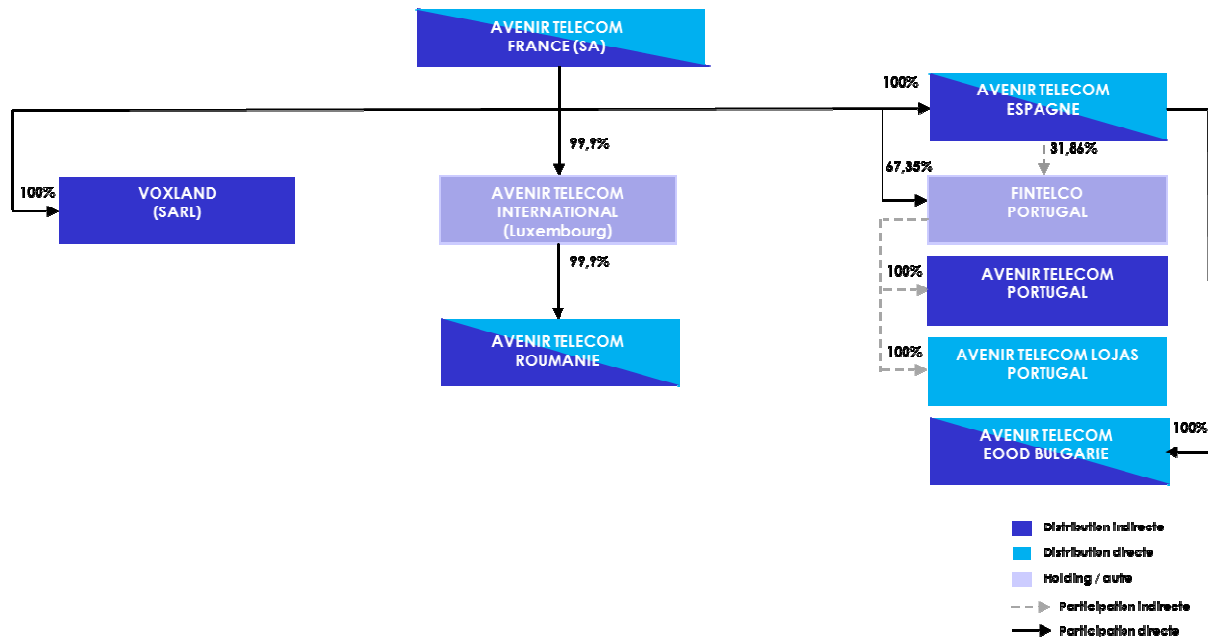 AVENIR TELECOM
FRANCE (SA)
100%
AVENIR TELECOM
ESPAGNE
99,9%
31,86%
67,35%
100%
VOXLAND
(SARL)
AVENIR TELECOM
INTERNATIONAL
(Luxembourg)
FINTELCO
PORTUGAL
99,9%
100%
AVENIR TELECOM
PORTUGAL
AVENIR TELECOM
ROUMANIE
100%
AVENIR TELECOM LOJAS
PORTUGAL
AVENIR TELECOM
EOOD BULGARIE
100%
Distribution indirecte
Distribution directe
Holding / autre
Participation indirecte
Participation directe